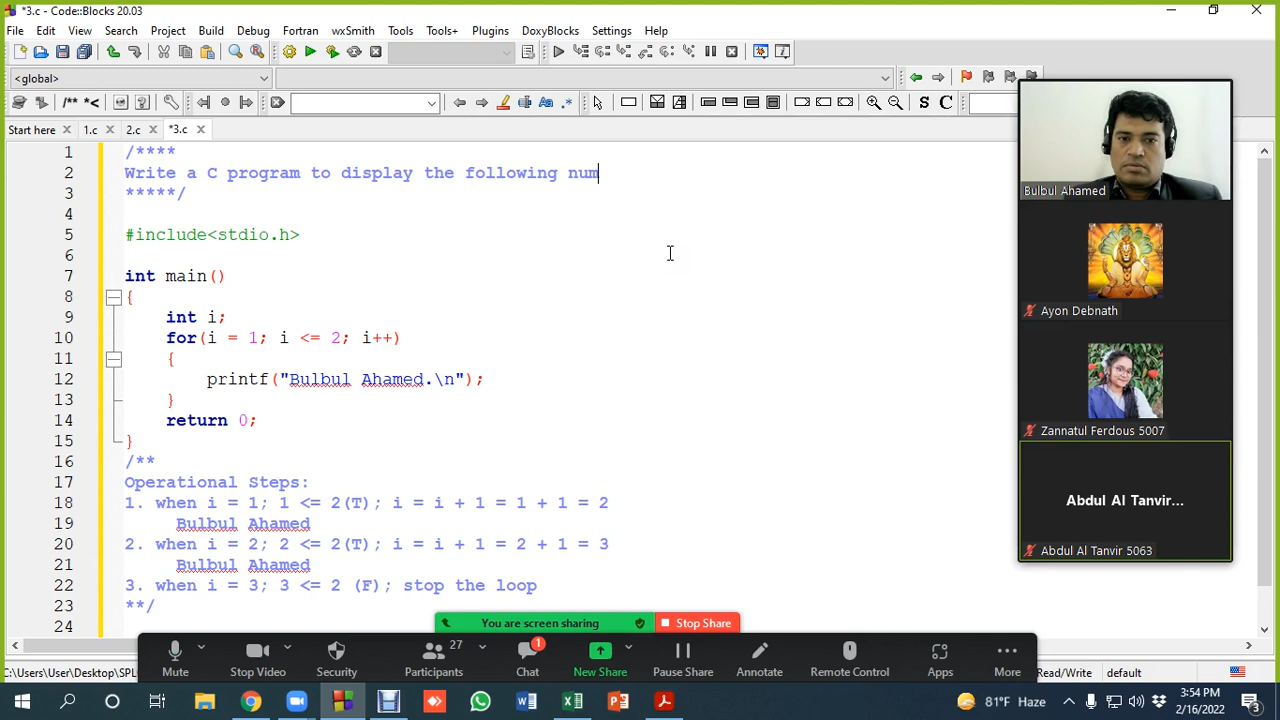 *3.c - Code::Blocks 20.03
File Edit View Search Project Build Debug Fortran wxSmith Tools Tools+ Plugins DoxyBlocks Settings Help
<global>
/** *<
S C
Start here 1.c 2.c *3.c
1 /****
2 Write a C program to display the following num
3 *****/
4
5 #include<stdio.h>
6
7 int main()
8 {
9 int i;
10 for(i = 1; i <= 2; i++)
11 {
12 printf("Bulbul Ahamed.\n");
13 }
14 return 0;
15 }
16 /**
17 Operational Steps:
18 1. when i = 1; 1 <= 2(T); i = i + 1 = 1 + 1 = 2
19 Bulbul Ahamed
20 2. when i = 2; 2 <= 2(T); i = i + 1 = 2 + 1 = 3
21 Bulbul Ahamed
22 3. when i = 3; 3 <= 2 (F); stop the loop
23 **/
24
Bulbul Ahamed
Ayon Debnath
Zannatul Ferdous 5007
Abdul Al Tanvir...
Abdul Al Tanvir 5063
You are screen sharing Stop Share
27 1
Mute Stop Video Security Participants Chat New Share Pause Share Annotate Remote Control Apps More
C:\Users\User\Desktop\SPL Read/Write default
81°F Haze 3:54 PM
2/16/2022 3